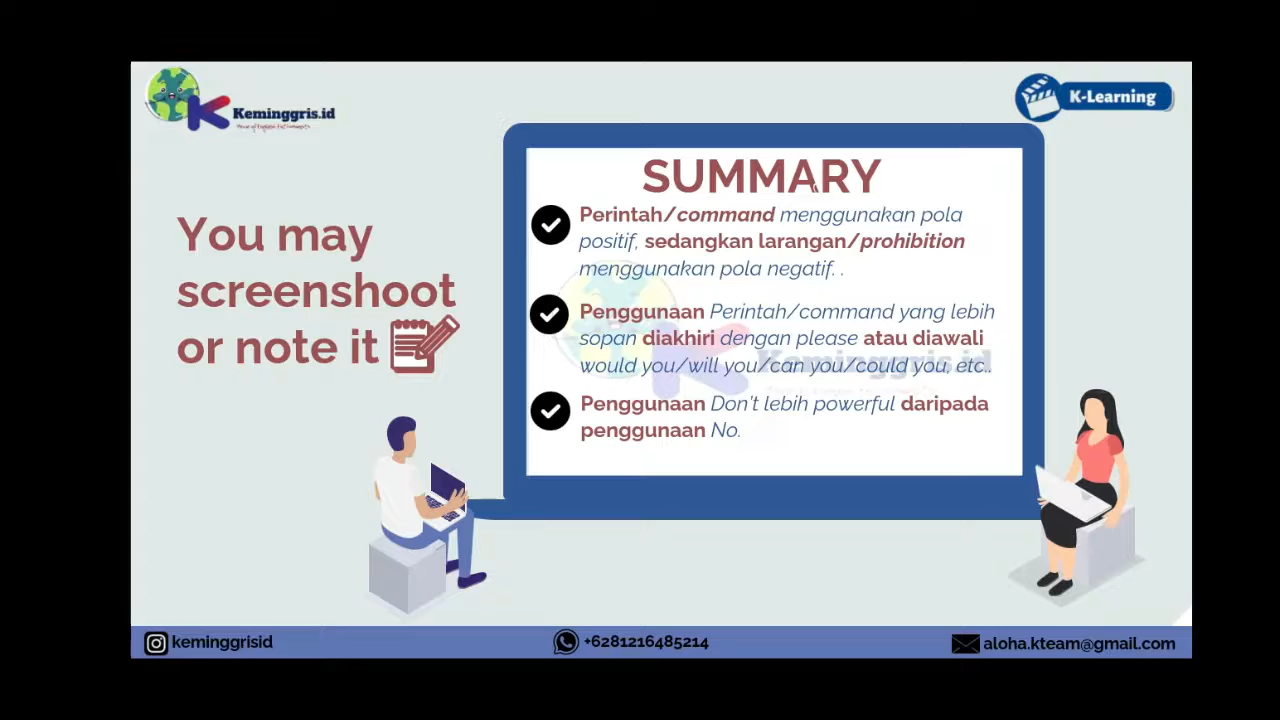 Keminggris.id
K-Learning
You may
screenshoot
or note it
SUMMARY
Perintah/command menggunakan pola
positif, sedangkan larangan/prohibition
menggunakan pola negatif. .
Penggunaan Perintah/command yang lebih
sopan diakhiri dengan please atau diawali
would you/will you/can you/could you, etc..
Penggunaan Don't lebih powerful daripada
penggunaan No.
Keminggris.id
keminggrisid
+6281216485214
aloha.kteam@gmail.com